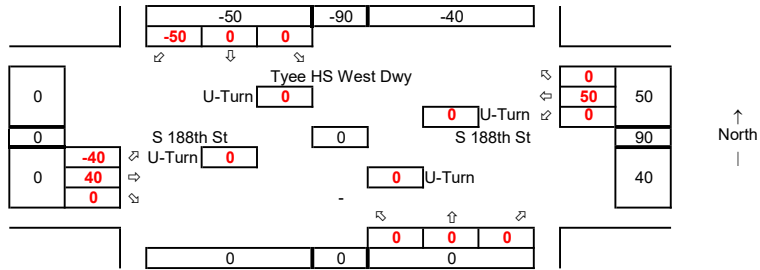 -50 -90 -40
-50 0 0
⬃ ⇩ ⬂
Tyee HS West Dwy
⬁ 0
0 U-Turn 0 ⇦ 50 50
0 U-Turn ⬃ 0
0 S 188th St 0 S 188th St 90
↑
North
|
-40 ⬀ U-Turn 0
0 40 ⇨ 0 U-Turn 40
0 ⬂ -
⬁ ⇧ ⬀
0 0 0
0 0 0